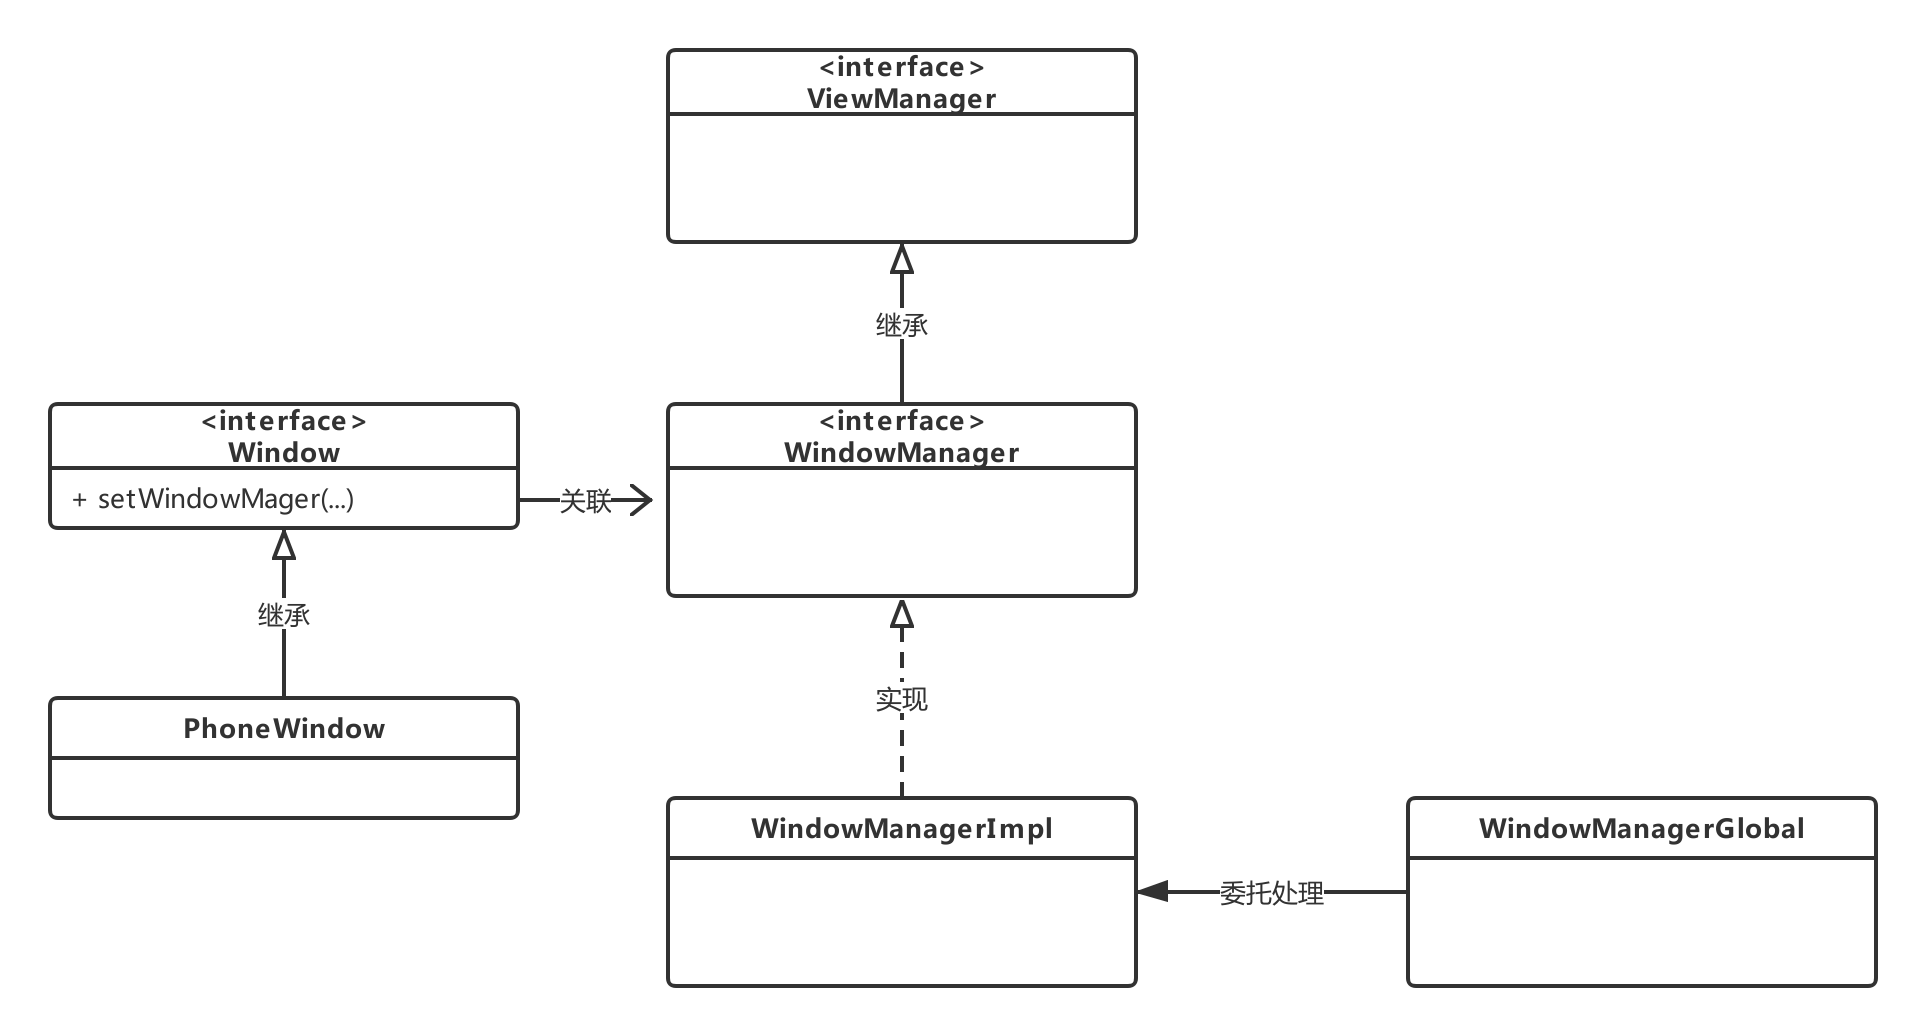 <interface>
ViewManager
继承
<interface>
Window
+ setWindowMager(...)
关联
<interface>
WindowManager
继承
PhoneWindow
实现
WindowManagerImpl
委托处理
WindowManagerGlobal